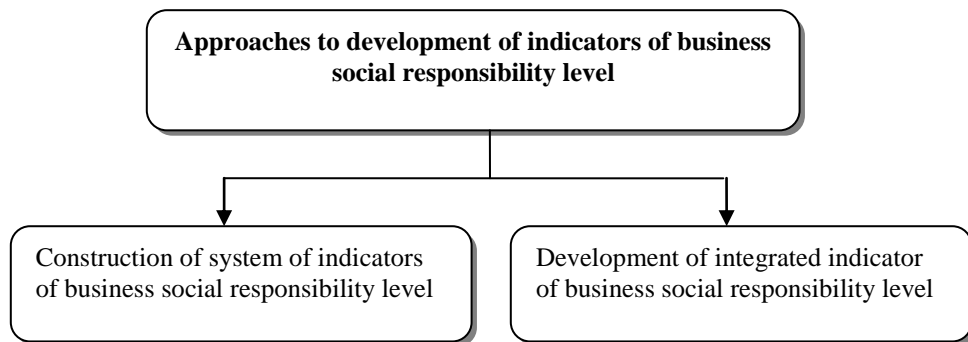 Approaches to development of indicators of business
social responsibility level
Construction of system of indicators
of business social responsibility level
Development of integrated indicator
of business social responsibility level